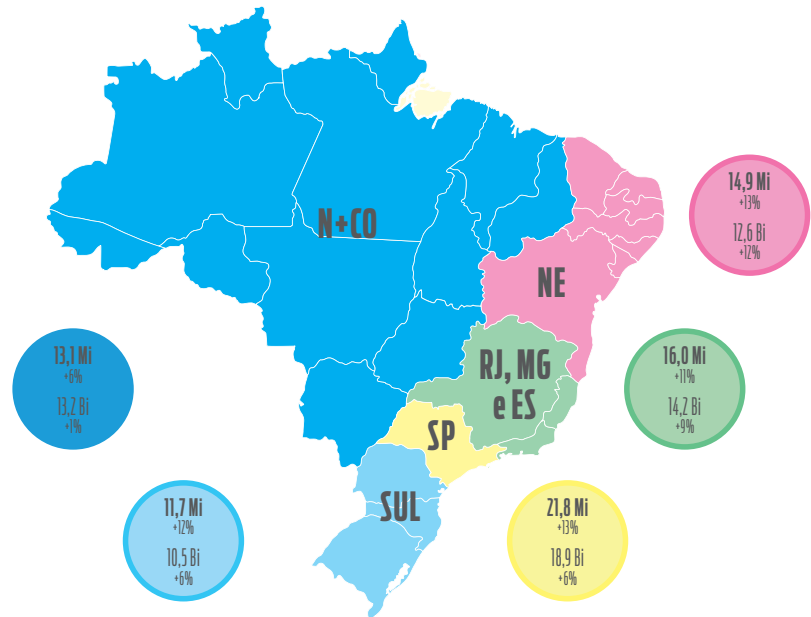 N+CO
NE
RJ, MG
e ES
SP
SUL
14,9 Mi
+13%
12,6 Bi
+12%
13,1 Mi
+6%
13,2 Bi
+1%
16,0 Mi
+11%
14,2 Bi
+9%
11,7 Mi
+12%
10,5 Bi
+6%
21,8 Mi
+13%
18,9 Bi
+6%